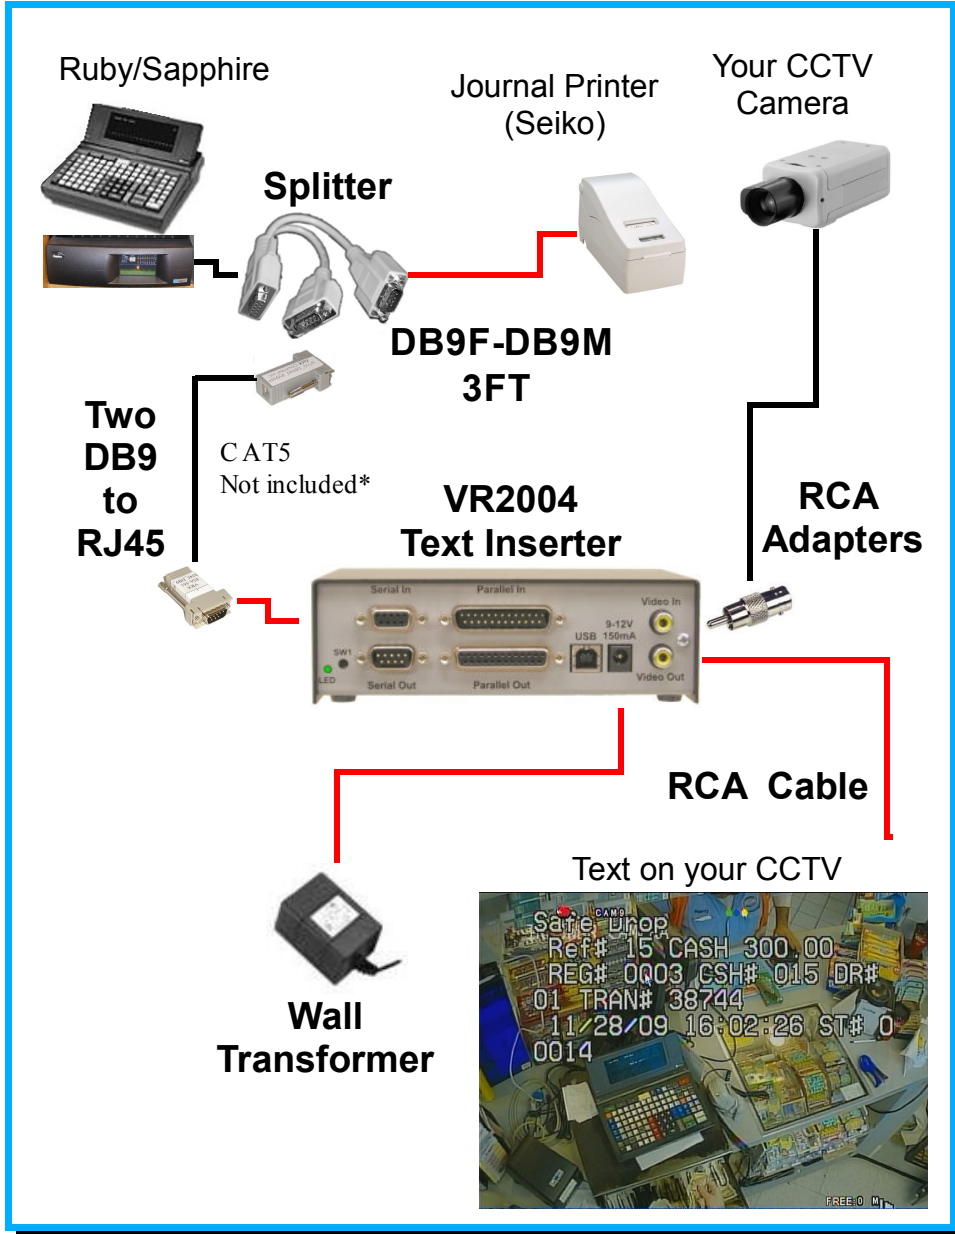 Ruby/Sapphire
Journal Printer
(Seiko)
Your CCTV
Camera
Splitter
DB9F-DB9M
3FT
Two
DB9
to
RJ45
C AT5
Not included*
VR2004
Text Inserter
RCA
Adapters
Serial In
Parallel In
Video In
9-12V
USB 150mA
SW1
LED
Serial Out
Parallel Out
Video Out
RCA Cable
Wall
Transformer
Text on your CCTV
CAM9
Safe Drop
Ref# 15 CASH 300 00
REG# 0003 CSH# 015 DR#
01 TRAN# 38744
11/28/09 16:02:26 ST# 0
0014
FREE:0 M